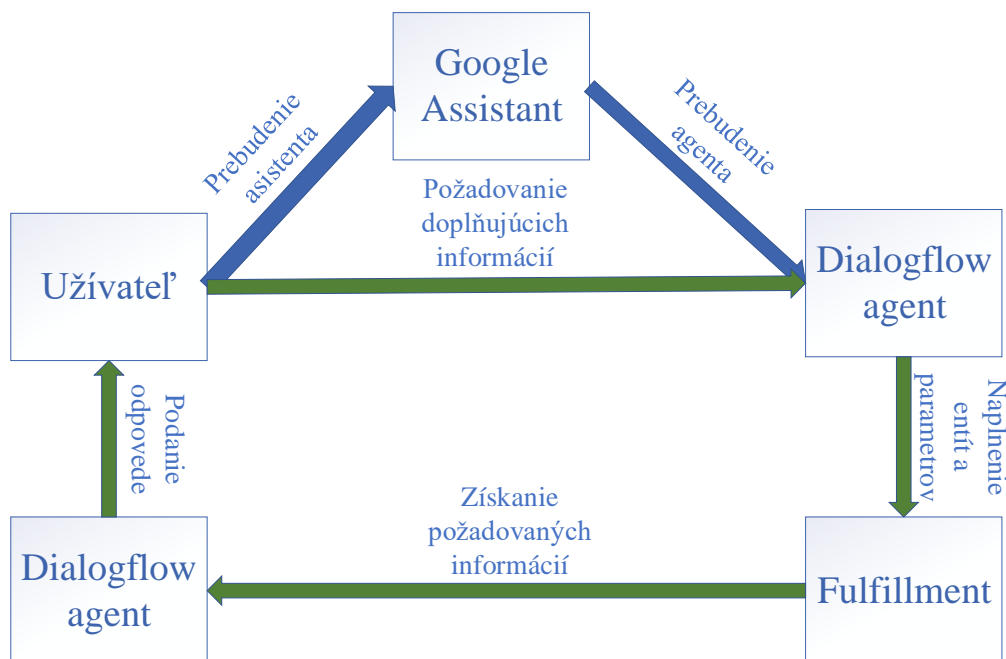 Google
Assistant
Prebudenie
asistenta
Prebudenie
agenta
Požadovanie
doplňujúcich
informácií
Užívateľ
Dialogflow
agent
Podanie
odpovede
Naplnenie
entít a
parametrov
Získanie
požadovaných
informácií
Dialogflow
agent
Fulfillment